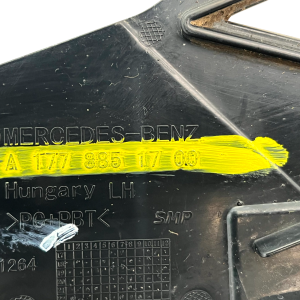 MERCEDES-BENZ
A 177 885 17 00
Hungary LH
>PC+PBT<
SMP
1264